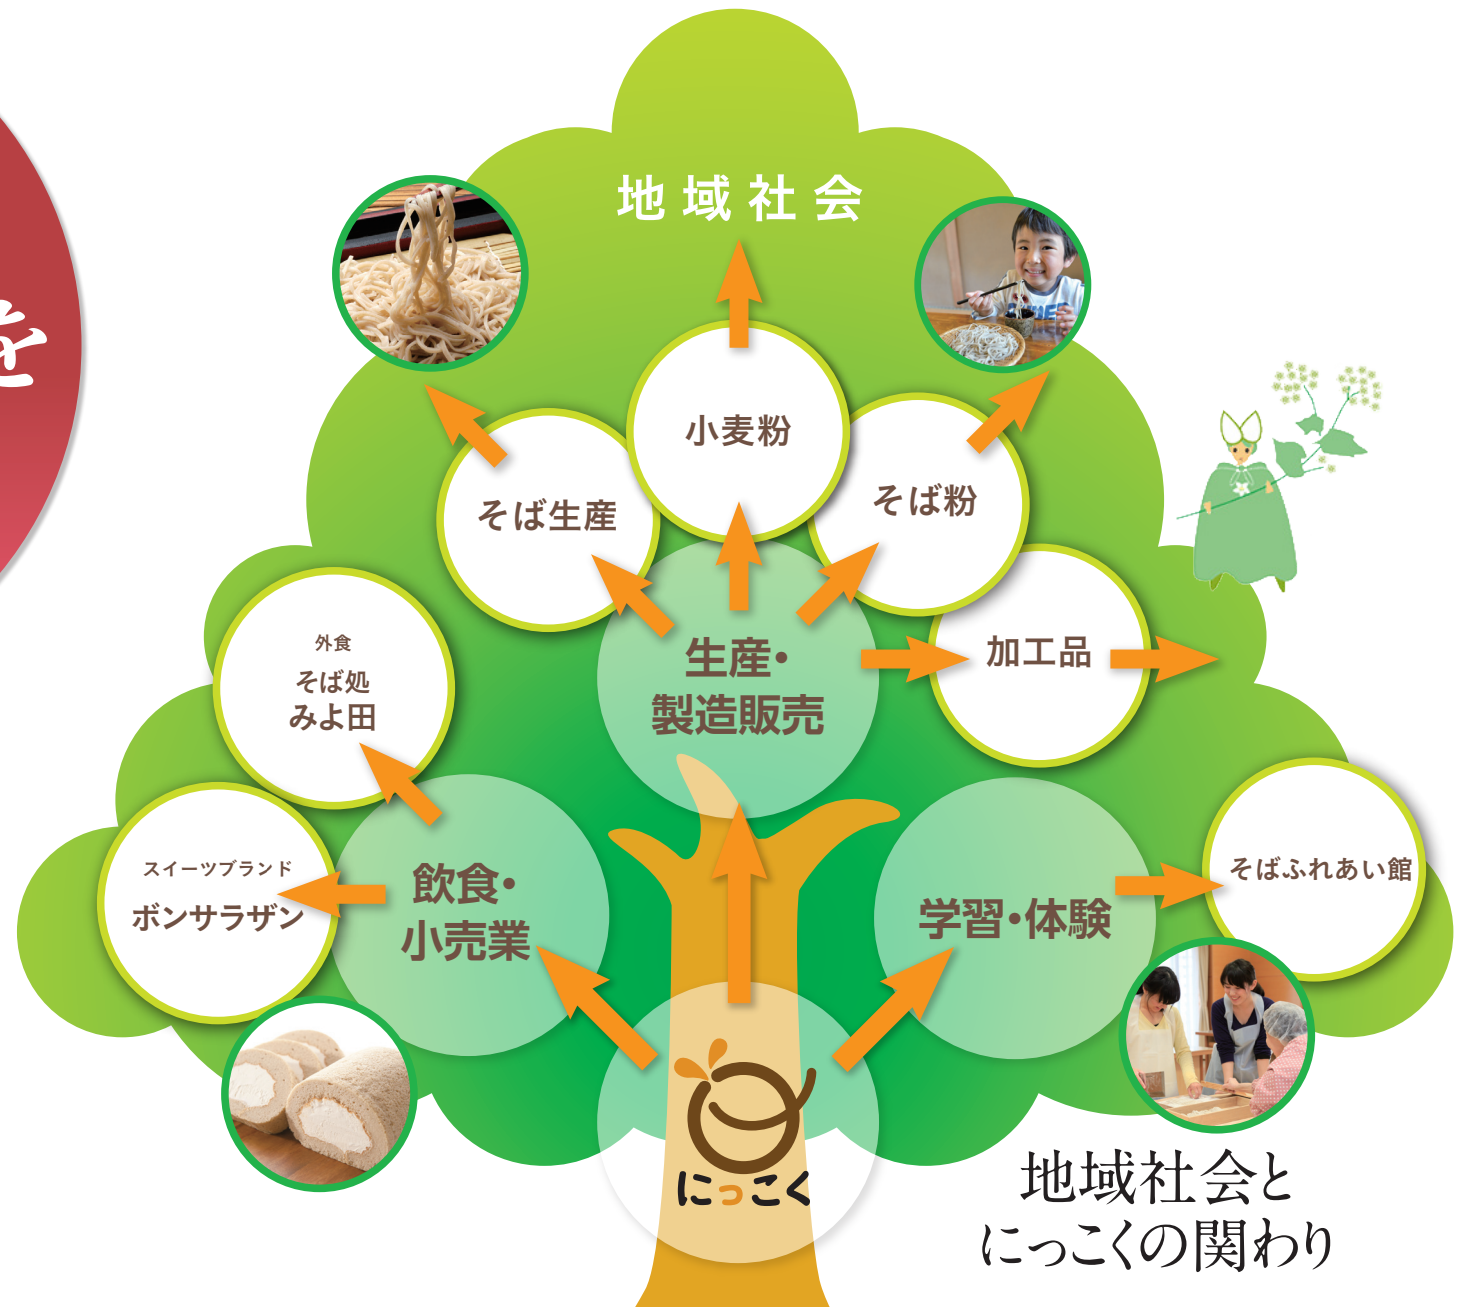 を
地域社会
小麦粉
そば生産
そば粉
加工品
外食
そば処
みよ田
生産・
製造販売
スイーツブランド
ボンサラザン
飲食・
小売業
学習・体験
そばふれあい館
にっこく
地域社会と
にっこくの関わり